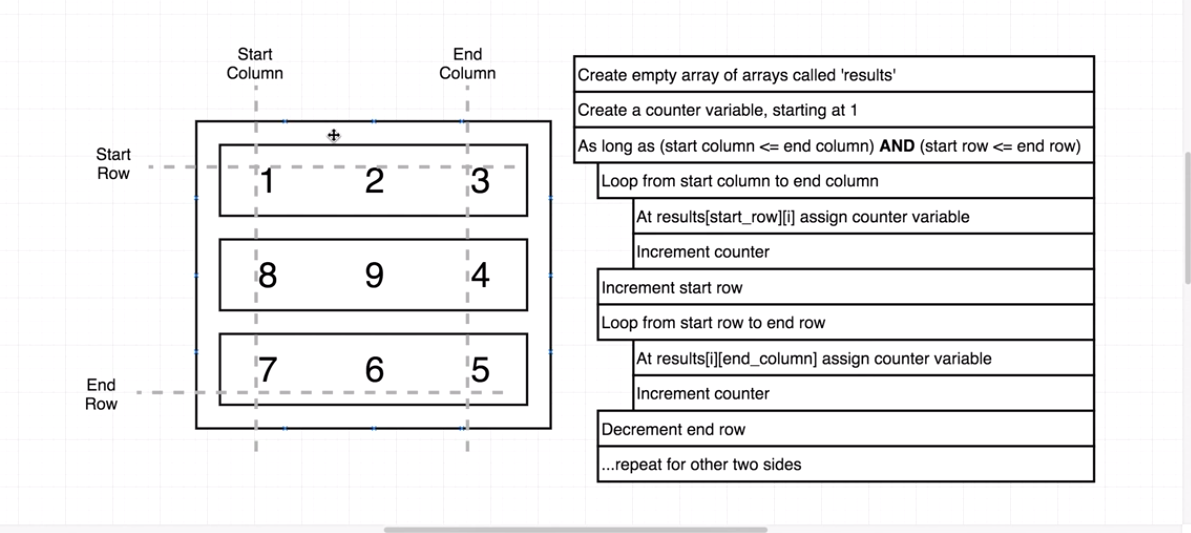 Start
Column
End
Column
Start
Row
1 2 3
8 9 4
7 6 5
End
Row
Create empty array of arrays called 'results'
Create a counter variable, starting at 1
As long as (start column <= end column) AND (start row <= end row)
Loop from start column to end column
At results[start_row][i] assign counter variable
Increment counter
Increment start row
Loop from start row to end row
At results[i][end_column] assign counter variable
Increment counter
Decrement end row
...repeat for other two sides